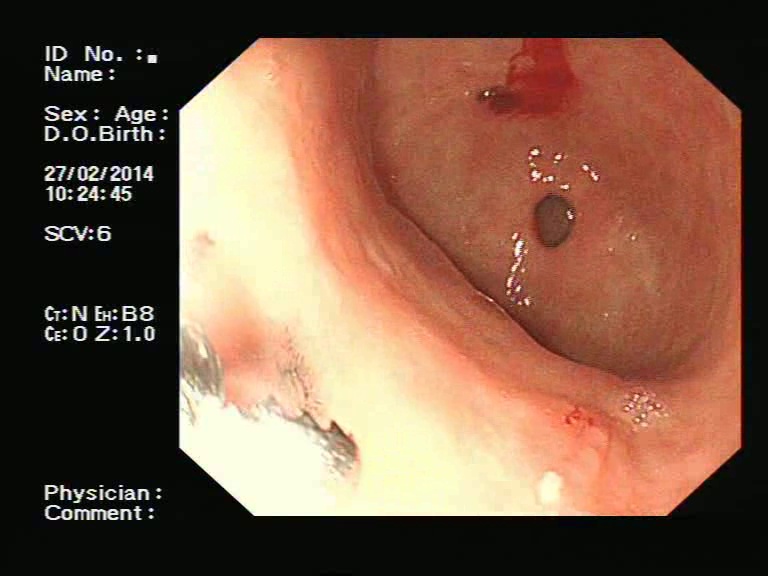 ID No. :
Name:
Sex: Age:
D.O.Birth:
27/02/2014
10:24:45
SCV:6
CT:N EH:B8
CE:0 Z:1.0
Physician:
Comment: